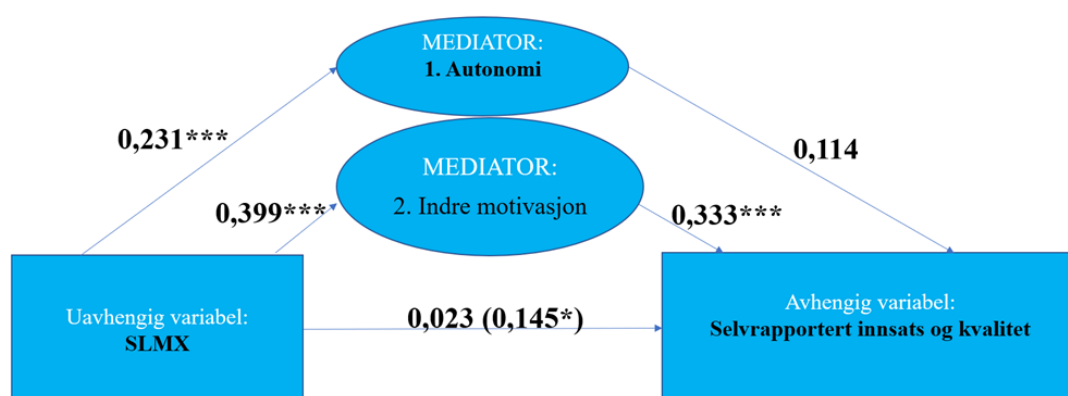 MEDIATOR:
1. Autonomi
0,231***
0,114
MEDIATOR:
2. Indre motivasjon
0,399***
0,333***
Uavhengig variabel:
SLMX
0,023 (0,145*)
Avhengig variabel:
Selvrapportert innsats og kvalitet